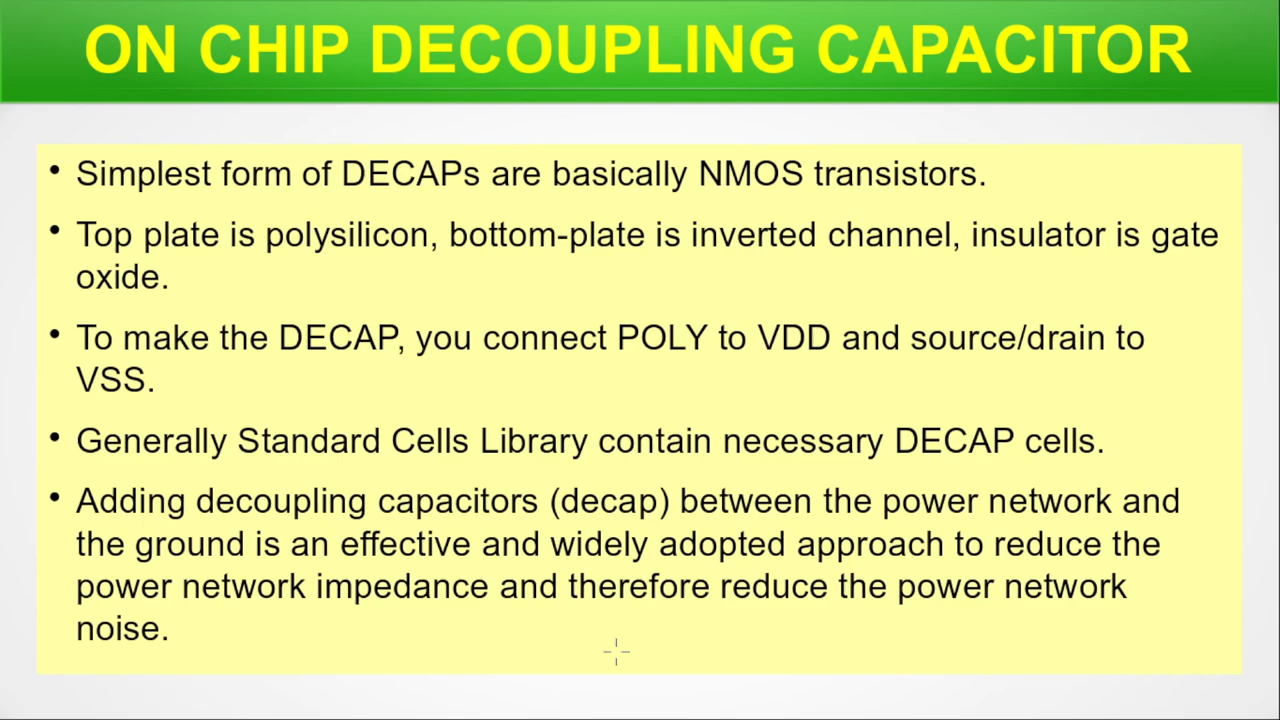 ON CHIP DECOUPLING CAPACITOR
• Simplest form of DECAPs are basically NMOS transistors.
• Top plate is polysilicon, bottom-plate is inverted channel, insulator is gate
oxide.
• To make the DECAP, you connect POLY to VDD and source/drain to
VSS.
• Generally Standard Cells Library contain necessary DECAP cells.
• Adding decoupling capacitors (decap) between the power network and
the ground is an effective and widely adopted approach to reduce the
power network impedance and therefore reduce the power network
noise.